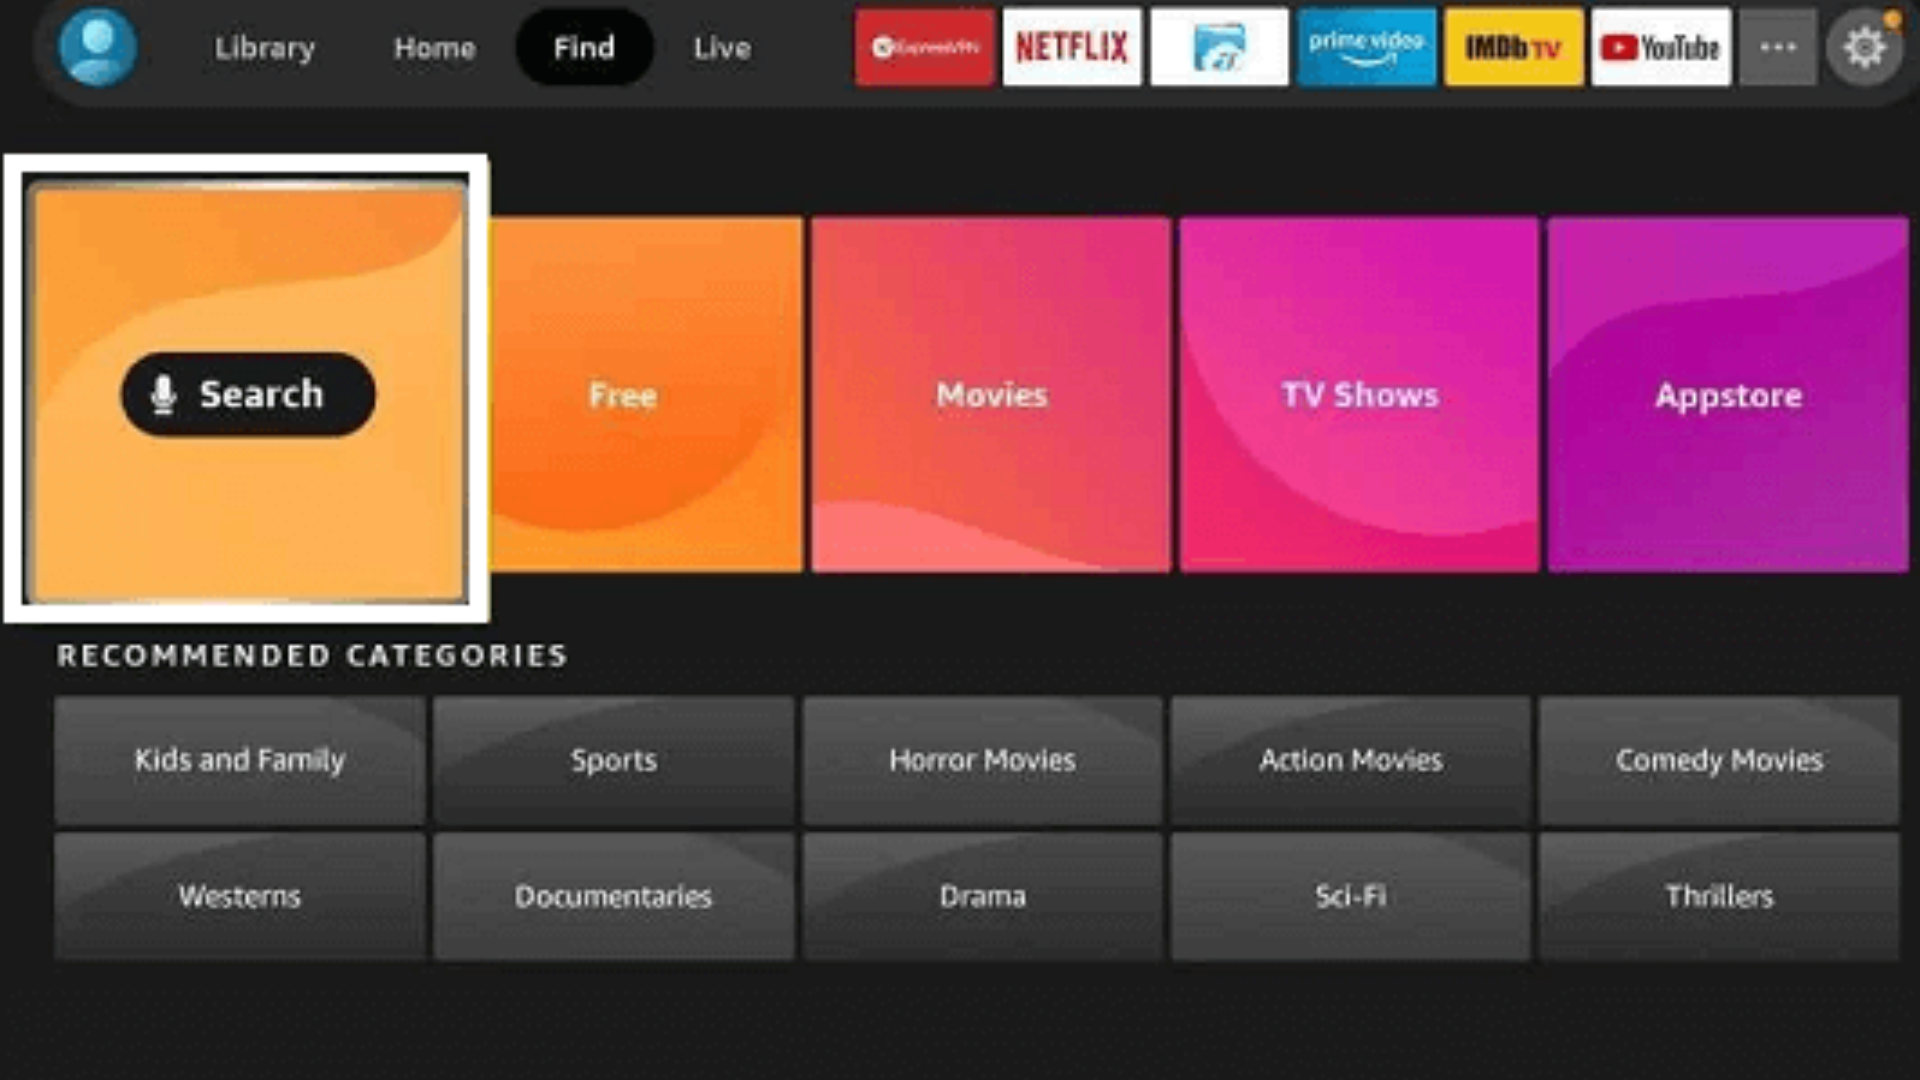 Library Home Find Live ExpressVPN NETFLIX prime video IMDb TV YouTube
Search Free Movies TV Shows Appstore
RECOMMENDED CATEGORIES
Kids and Family Sports Horror Movies Action Movies Comedy Movies
Westerns Documentaries Drama Sci-Fi Thrillers